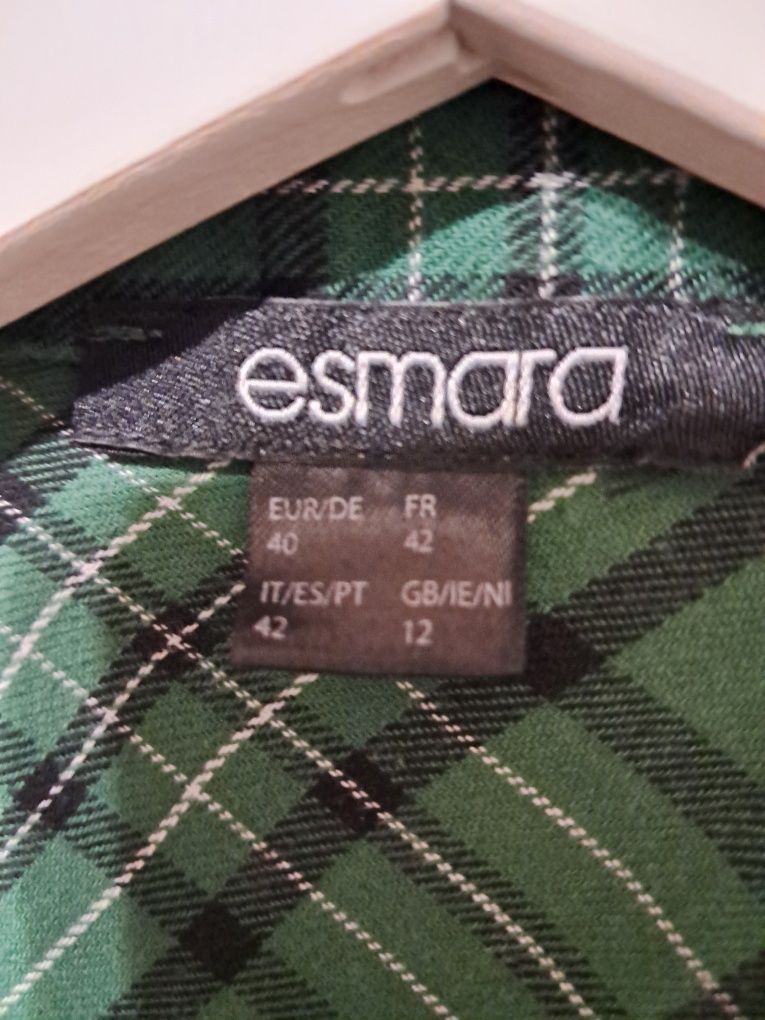 esmara
EUR/DE FR
40 42
IT/ES/PT GB/IE/NI
42 12